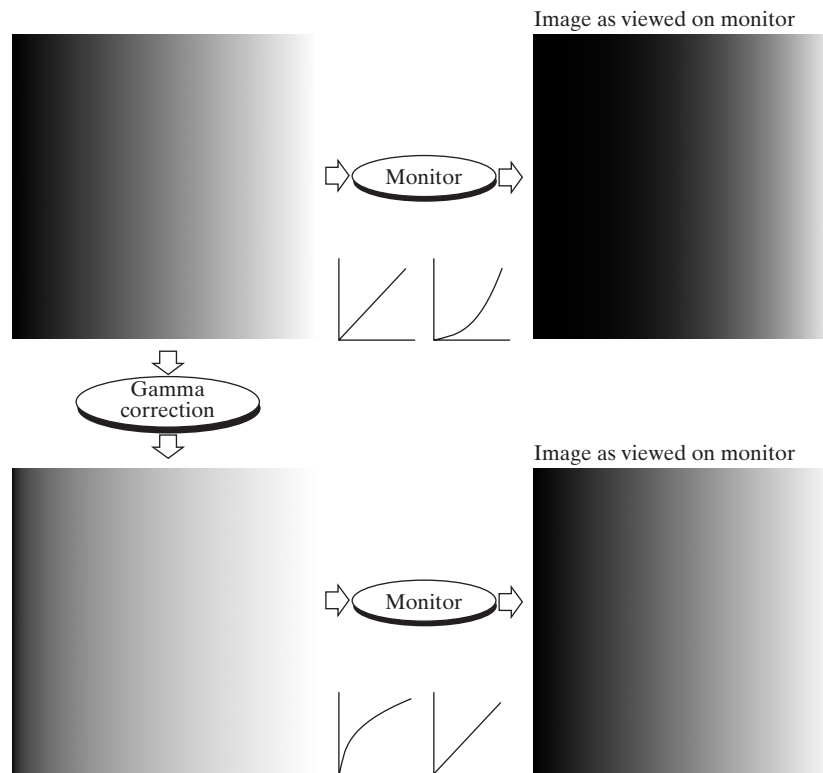 Image as viewed on monitor
Monitor
Gamma
correction
Image as viewed on monitor
Monitor